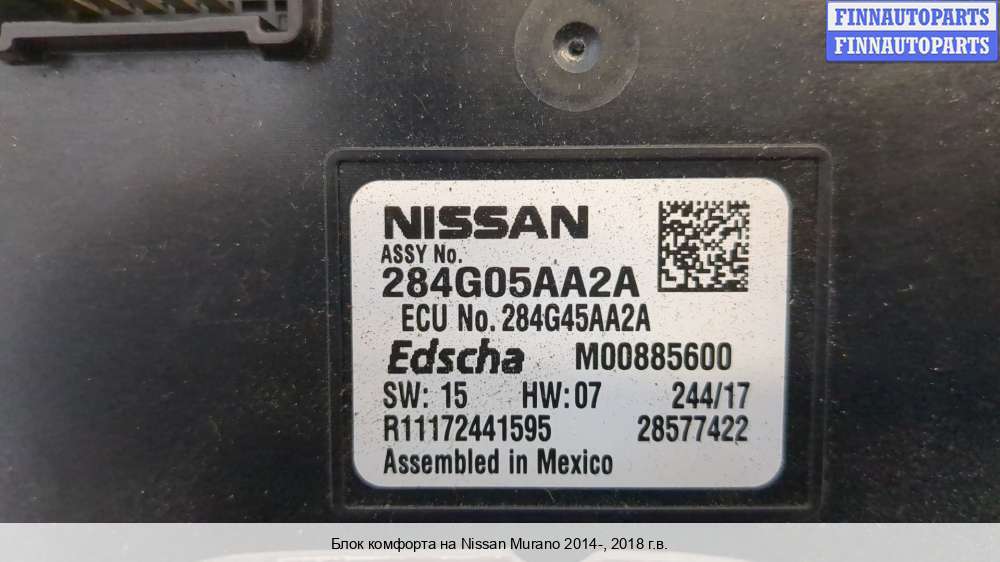 FINNAUTOPARTS
FINNAUTOPARTS
NISSAN
ASSY No.
284G05AA2A
ECU No. 284G45AA2A
Edscha M00885600
SW: 15 HW: 07 244/17
R11172441595 28577422
Assembled in Mexico
Блок комфорта на Nissan Murano 2014-, 2018 г.в.